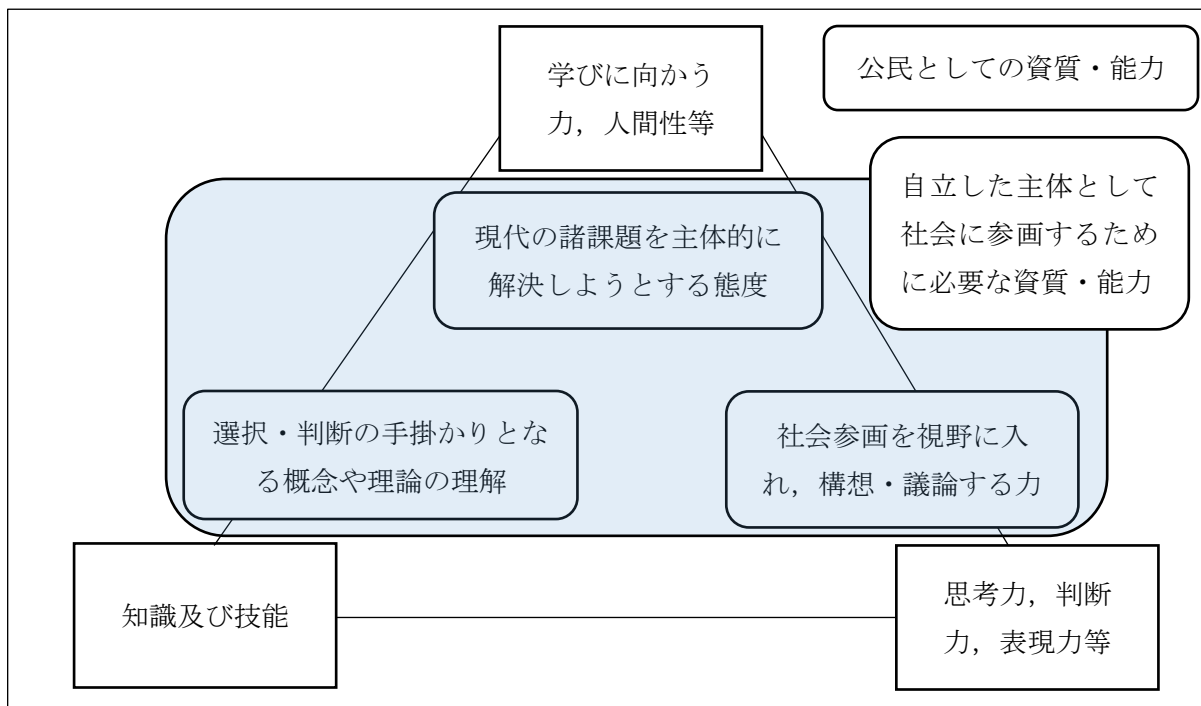 学びに向かう
力，人間性等
公民としての資質・能力
自立した主体として
社会に参画するため
に必要な資質・能力
現代の諸課題を主体的に
解決しようとする態度
選択・判断の手掛かりとな
る概念や理論の理解
社会参画を視野に入
れ，構想・議論する力
知識及び技能
思考力，判断
力，表現力等